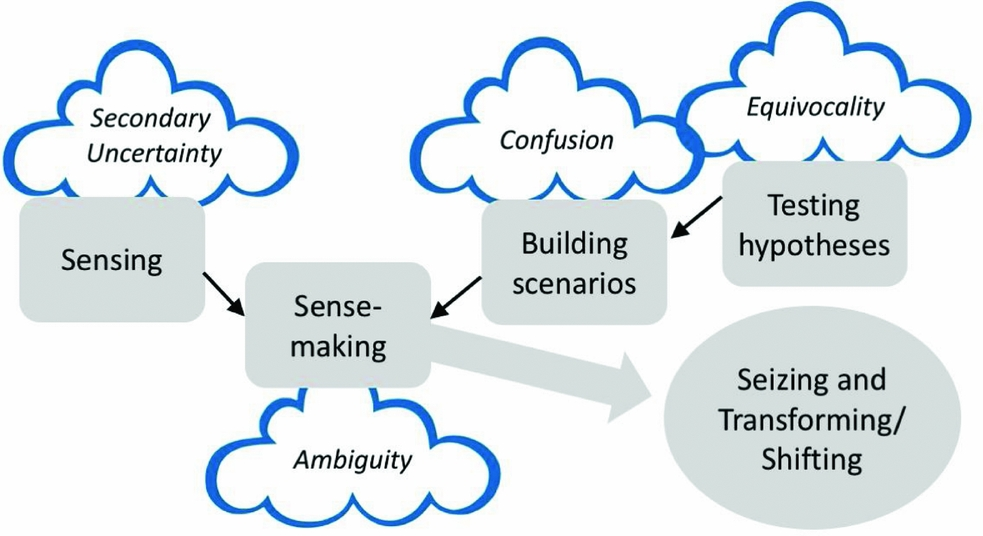 Secondary
Uncertainty
Confusion
Equivocality
Sensing
Sense-
making
Building
scenarios
Testing
hypotheses
Ambiguity
Seizing and
Transforming/
Shifting